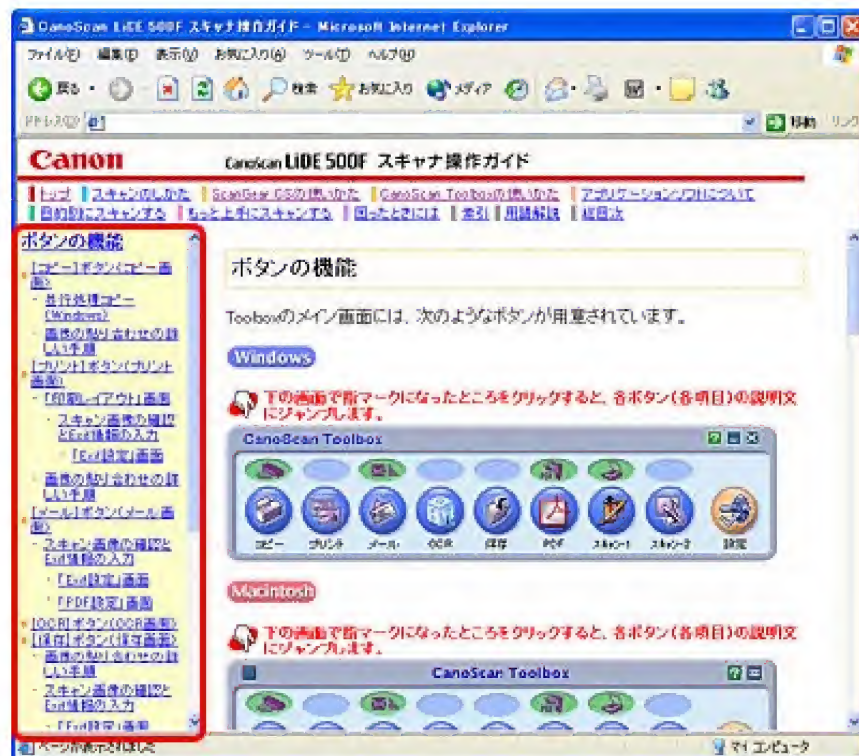 CanoScan LiDE 500F スキャナ操作ガイド - Microsoft Internet Explorer
ファイル(F) 編集(E) 表示(V) お気に入り(A) ツール(T) ヘルプ(H)
戻る 検索 お気に入り メディア
アドレス(D) 移動 リンク
Canon CanoScan LiDE 500F スキャナ操作ガイド
トップ スキャンのしかた ScanGear CSの使いかた CanoScan Toolboxの使いかた アプリケーションソフトについて
目的別にスキャンする もっと上手にスキャンする 困ったときには 索引 用語解説 総目次
ボタンの機能
[コピー]ボタン(コピー画
面)
並行処理コピー
(Windows)
画像の貼り合わせの詳
しい手順
[プリント]ボタン(プリント
画面)
「印刷レイアウト」画面
スキャン画像の確認
とExif情報の入力
「Exif設定」画面
画像の貼り合わせの詳
しい手順
[メール]ボタン(メール画
面)
スキャン画像の確認と
Exif情報の入力
「Exif設定」画面
「PDF設定」画面
[OCR]ボタン(OCR画面)
[保存]ボタン(保存画面)
画像の貼り合わせの詳
しい手順
スキャン画像の確認と
Exif情報の入力
「Exif設定」画面
ボタンの機能
Toolboxのメイン画面には、次のようなボタンが用意されています。
Windows
下の画面で指マークになったところをクリックすると、各ボタン(各項目)の説明文
にジャンプします。
CanoScan Toolbox
コピー プリント メール OCR 保存 PDF スキャン-1 スキャン-2 設定
Macintosh
下の画面で指マークになったところをクリックすると、各ボタン(各項目)の説明文
にジャンプします。
CanoScan Toolbox
ページが表示されました マイ コンピュータ